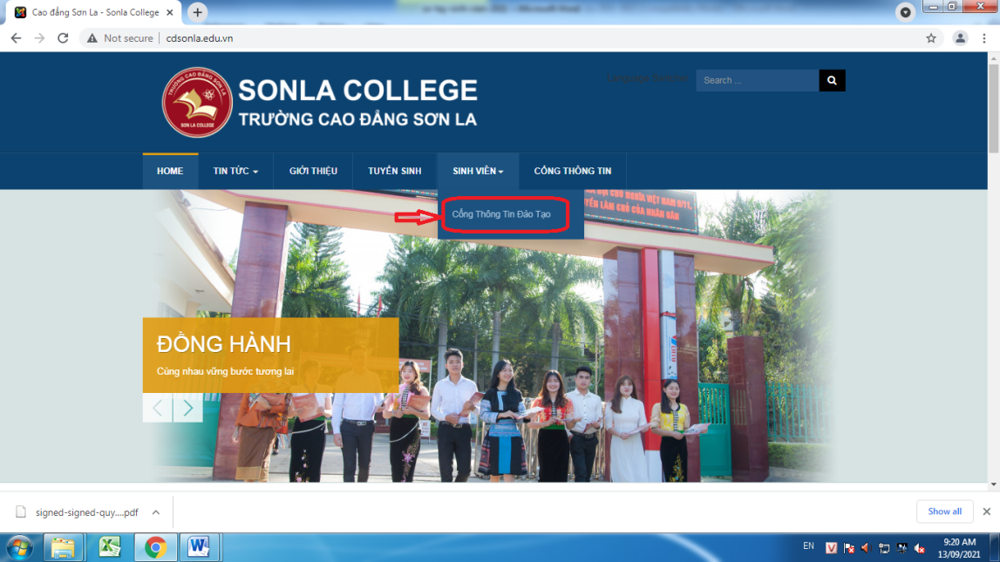 Cao đẳng Sơn La - Sonla College
Not secure | cdsonla.edu.vn
TRƯỜNG CAO ĐẲNG SƠN LA
SON LA COLLEGE
SONLA COLLEGE
TRƯỜNG CAO ĐẲNG SƠN LA
Search ...
HOME TIN TỨC GIỚI THIỆU TUYỂN SINH SINH VIÊN CỔNG THÔNG TIN
Cổng Thông Tin Đào Tạo
ĐỒNG HÀNH
Cùng nhau vững bước tương lai
signed-signed-quy....pdf
Show all
EN
9:20 AM
13/09/2021